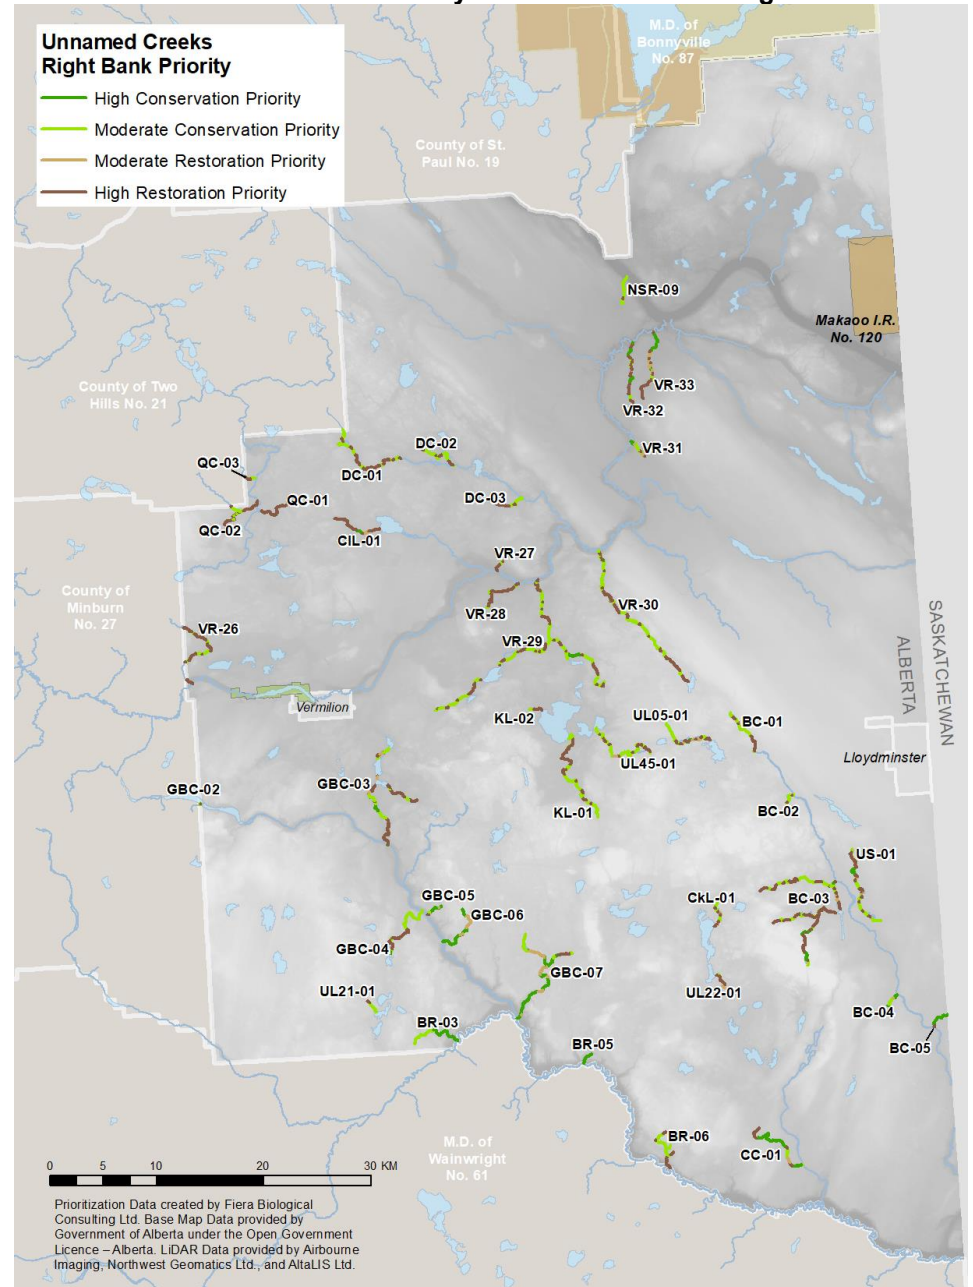 Unnamed Creeks
Right Bank Priority
High Conservation Priority
Moderate Conservation Priority
Moderate Restoration Priority
High Restoration Priority
M.D. of
Bonnyville
No. 87
County of St.
Paul No. 19
NSR-09
Makaoo I.R.
No. 120
County of Two
Hills No. 21
VR-33
VR-32
VR-31
DC-02
QC-03
DC-01
QC-01
DC-03
QC-02
CIL-01
VR-27
County of
Minburn
No. 27
VR-28
VR-30
VR-26
VR-29
SASKATCHEWAN
ALBERTA
Vermilion
KL-02
UL05-01
BC-01
Lloydminster
UL45-01
GBC-03
GBC-02
KL-01
BC-02
US-01
GBC-05
CkL-01
BC-03
GBC-06
GBC-04
GBC-07
UL21-01
UL22-01
BC-04
BR-03
BR-05
BC-05
M.D. of
Wainwright
No. 61
BR-06
CC-01
0 5 10 20 30 KM
Prioritization Data created by Fiera Biological
Consulting Ltd. Base Map Data provided by
Government of Alberta under the Open Government
Licence – Alberta. LiDAR Data provided by Airbourne
Imaging, Northwest Geomatics Ltd., and AltaLIS Ltd.